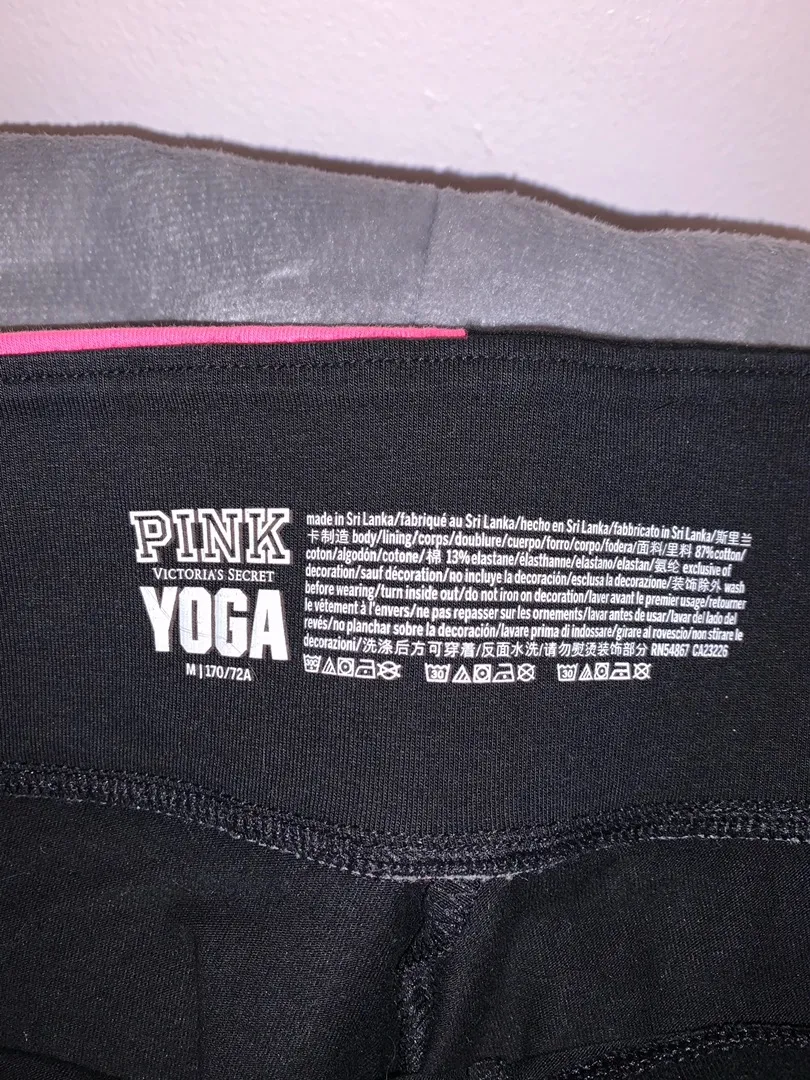 PINK
VICTORIA'S SECRET
YOGA
M | 170/72A
made in Sri Lanka/fabriqué au Sri Lanka/hecho en Sri Lanka/fabbricato in Sri Lanka/斯里兰
卡制造 body/lining/corps/doublure/cuerpo/forro/corpo/fodera/面料/里料 87% cotton/
coton/algodón/cotone/棉 13% elastane/élasthanne/elastano/elastan/氨纶 exclusive of
decoration/sauf décoration/no incluye la decoración/esclusa la decorazione/装饰除外 wash
before wearing/turn inside out/do not iron on decoration/laver avant le premier usage/retourner
le vêtement à l'envers/ne pas repasser sur les ornements/lavar antes de usar/lavar del lado del
revés/no planchar sobre la decoración/lavare prima di indossare/girare al rovescio/non stirare le
decorazioni/洗涤后方可穿着/反面水洗/请勿熨烫装饰部分 RN54867 CA23226
30 30